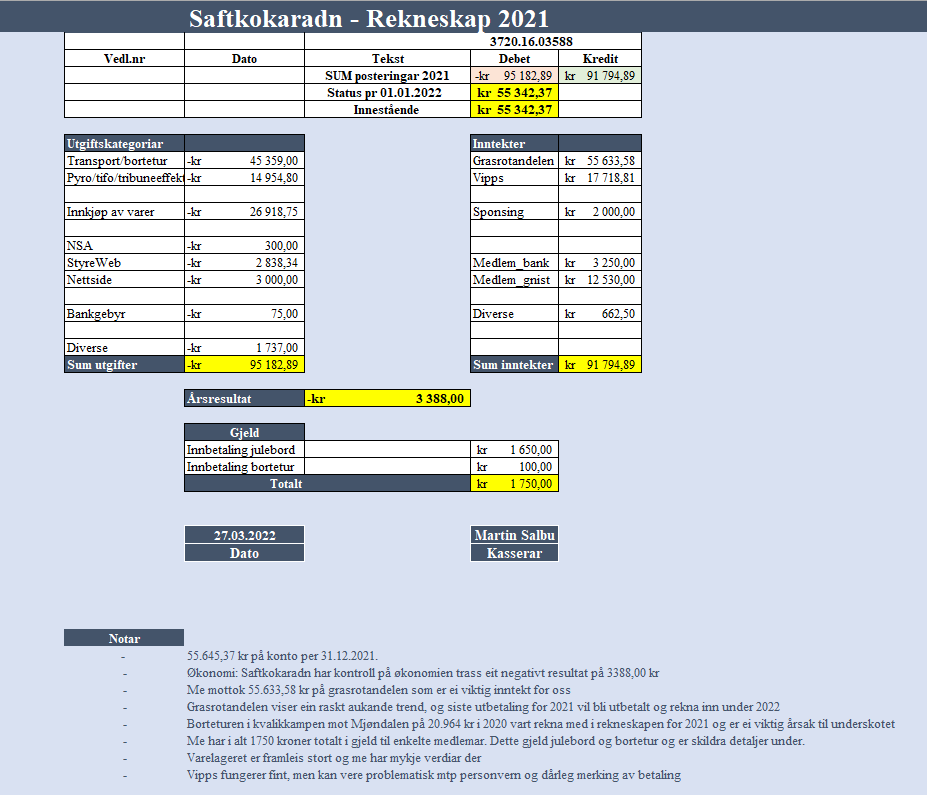 Saftkokaradn - Rekneskap 2021
3720.16.03588
Vedl.nr Dato Tekst Debet Kredit
SUM posteringar 2021 -kr 95 182,89 kr 91 794,89
Status pr 01.01.2022 kr 55 342,37
Innestående kr 55 342,37
Utgiftskategoriar Inntekter
Transport/bortetur -kr 45 359,00 Grasrotandelen kr 55 633,58
Pyro/tifo/tribuneeffekt -kr 14 954,80 Vipps kr 17 718,81
Innkjøp av varer -kr 26 918,75 Sponsing kr 2 000,00
NSA -kr 300,00
StyreWeb -kr 2 838,34 Medlem_bank kr 3 250,00
Nettside -kr 3 000,00 Medlem_gnist kr 12 530,00
Bankgebyr -kr 75,00 Diverse kr 662,50
Diverse -kr 1 737,00
Sum utgifter -kr 95 182,89 Sum inntekter kr 91 794,89
Årsresultat -kr 3 388,00
Gjeld
Innbetaling julebord kr 1 650,00
Innbetaling bortetur kr 100,00
Totalt kr 1 750,00
27.03.2022 Martin Salbu
Dato Kasserar
Notar
- 55.645,37 kr på konto per 31.12.2021.
- Økonomi: Saftkokaradn har kontroll på økonomien trass eit negativt resultat på 3388,00 kr
- Me mottok 55.633,58 kr på grasrotandelen som er ei viktig inntekt for oss
- Grasrotandelen viser ein raskt aukande trend, og siste utbetaling for 2021 vil bli utbetalt og rekna inn under 2022
- Borteturen i kvalikkampen mot Mjøndalen på 20.964 kr i 2020 vart rekna med i rekneskapen for 2021 og er ei viktig årsak til underskotet
- Me har i alt 1750 kroner totalt i gjeld til enkelte medlemar. Dette gjeld julebord og bortetur og er skildra detaljer under.
- Varelageret er framleis stort og me har mykje verdiar der
- Vipps fungerer fint, men kan vere problematisk mtp personvern og dårleg merking av betaling